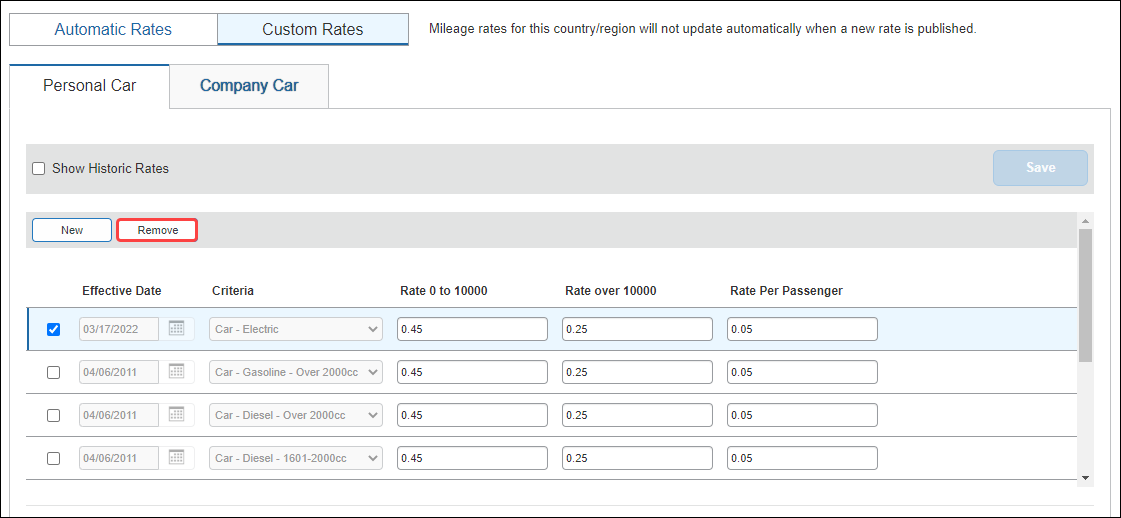 Automatic Rates Custom Rates Mileage rates for this country/region will not update automatically when a new rate is published.
Personal Car Company Car
Show Historic Rates Save
New Remove
Effective Date Criteria Rate 0 to 10000 Rate over 10000 Rate Per Passenger
03/17/2022 Car - Electric 0.45 0.25 0.05
04/06/2011 Car - Gasoline - Over 2000cc 0.45 0.25 0.05
04/06/2011 Car - Diesel - Over 2000cc 0.45 0.25 0.05
04/06/2011 Car - Diesel - 1601-2000cc 0.45 0.25 0.05